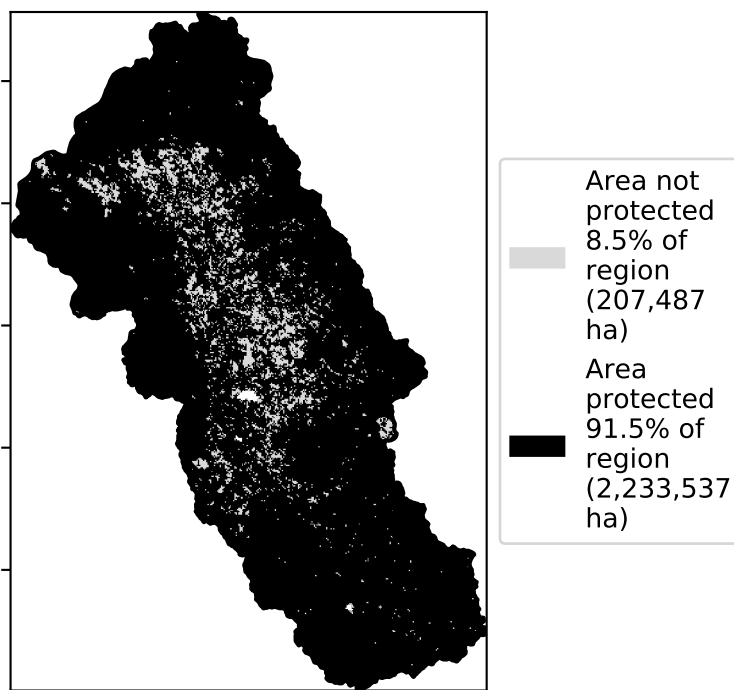 Area not
protected
8.5% of
region
(207,487
ha)
Area
protected
91.5% of
region
(2,233,537
ha)